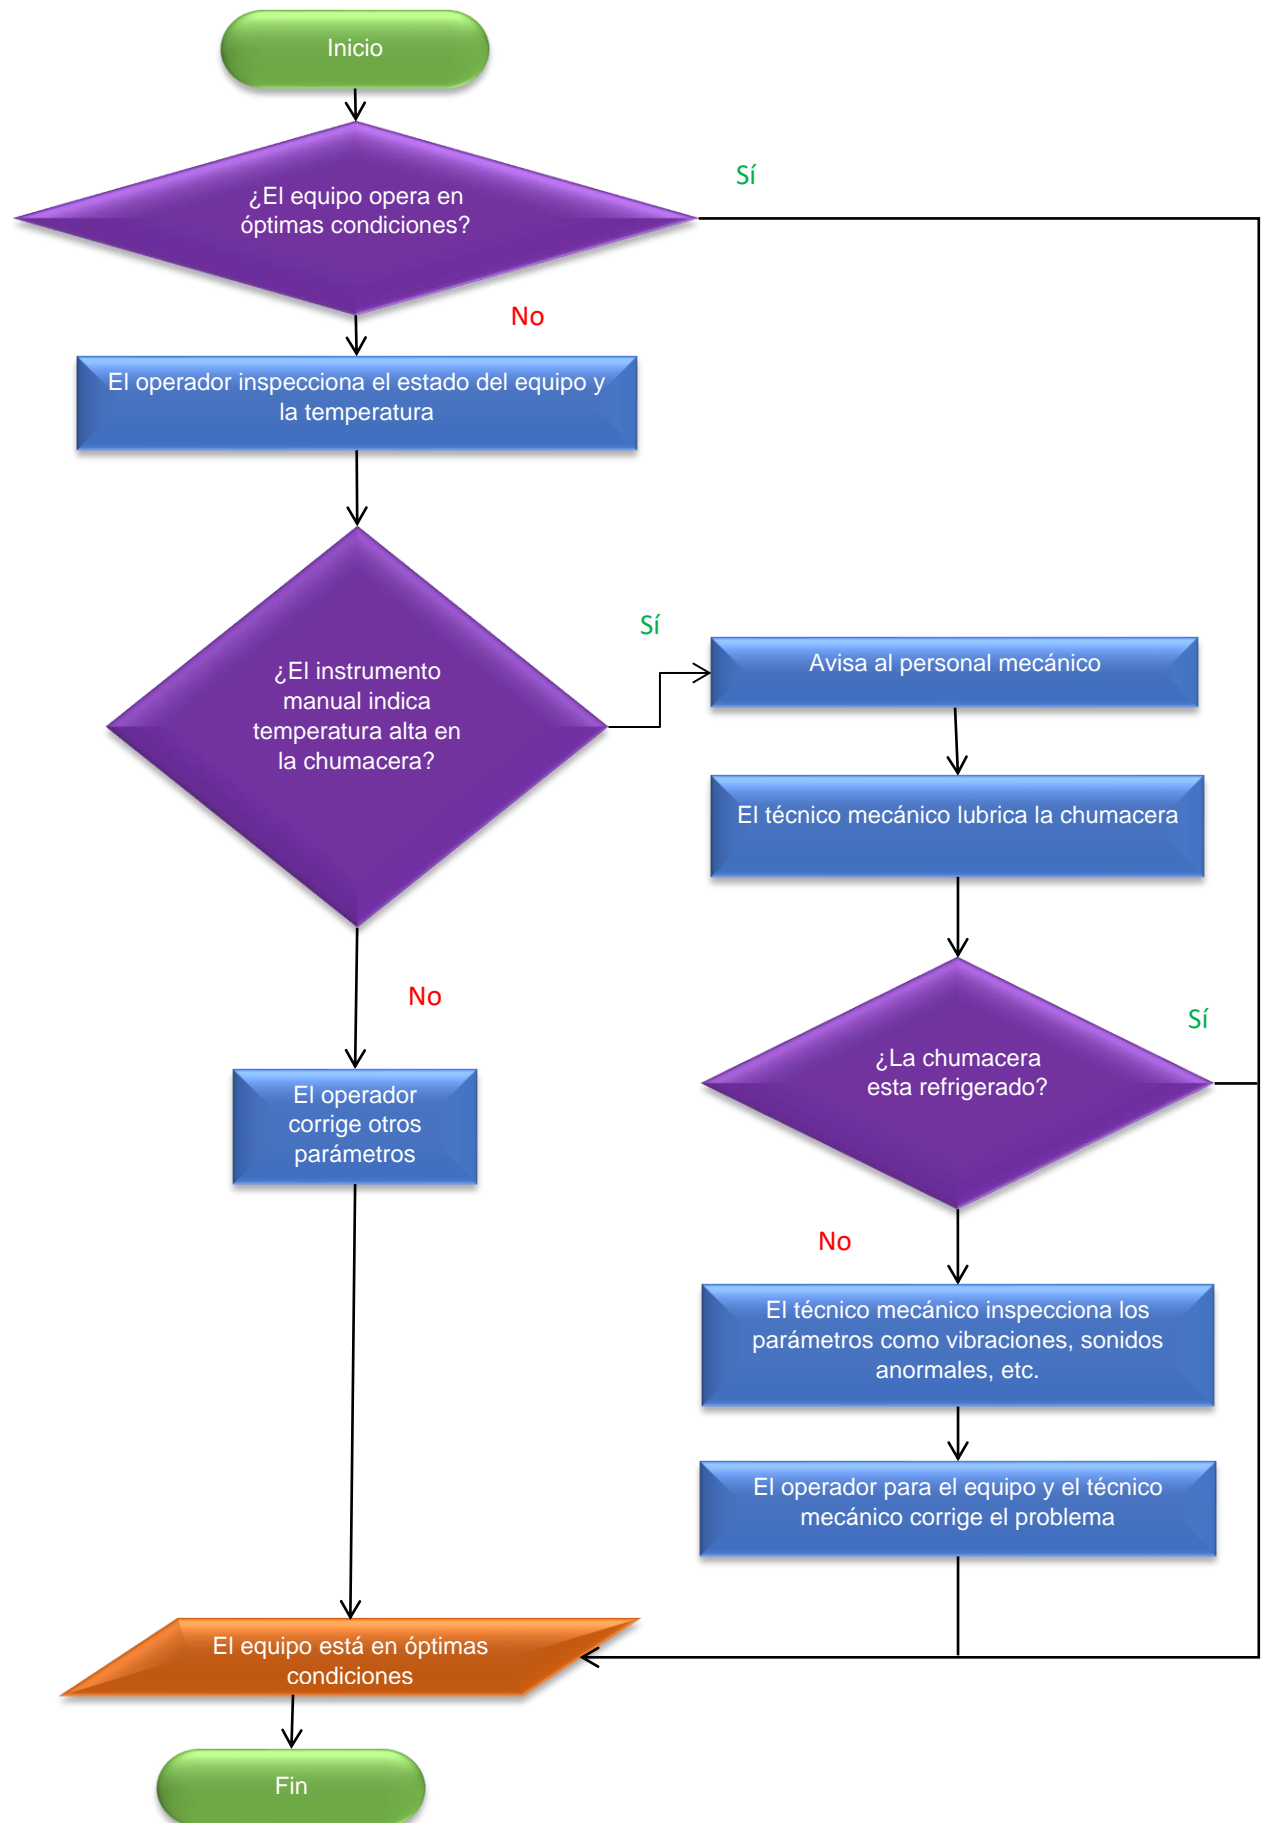 Inicio
¿El equipo opera en
óptimas condiciones?
Sí
No
El operador inspecciona el estado del equipo y
la temperatura
¿El instrumento
manual indica
temperatura alta en
la chumacera?
Sí
Avisa al personal mecánico
El técnico mecánico lubrica la chumacera
No
¿La chumacera
esta refrigerado?
Sí
El operador
corrige otros
parámetros
No
El técnico mecánico inspecciona los
parámetros como vibraciones, sonidos
anormales, etc.
El operador para el equipo y el técnico
mecánico corrige el problema
El equipo está en óptimas
condiciones
Fin